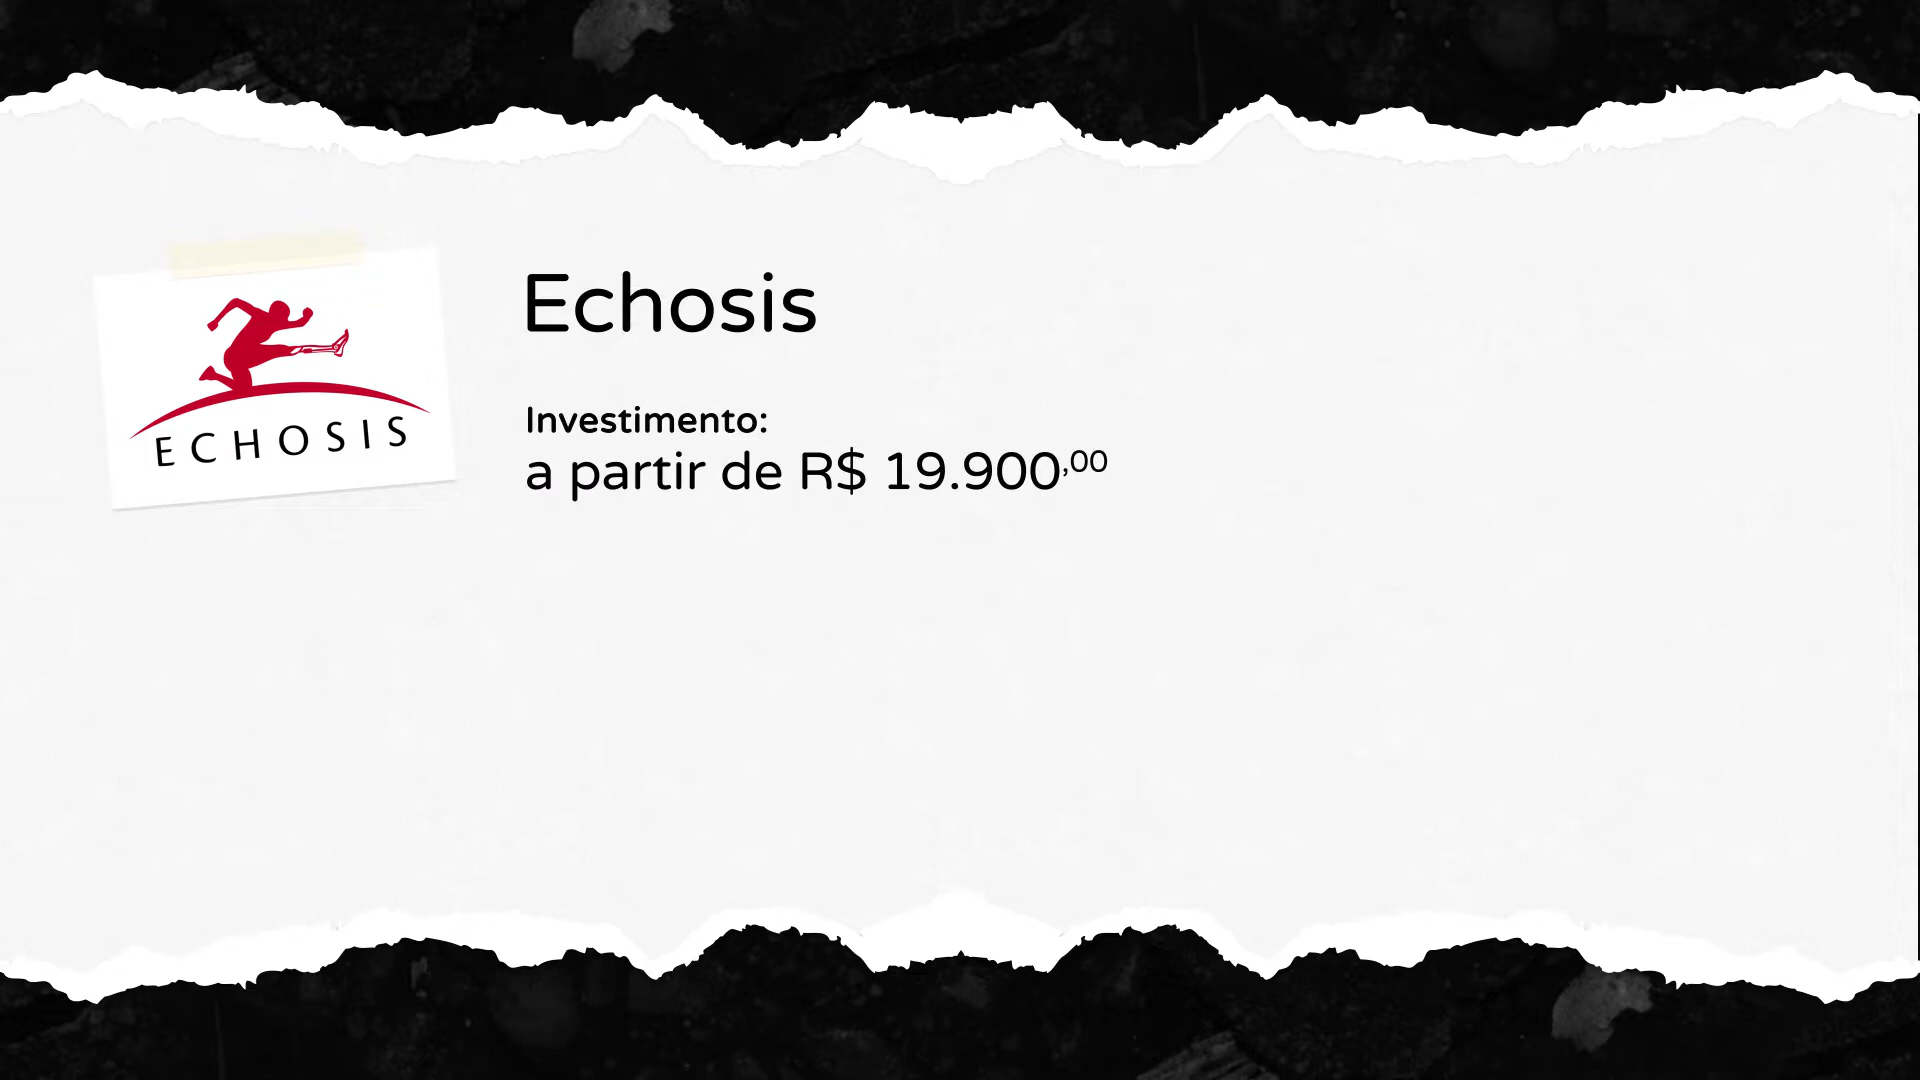 ECHOSIS
Echosis
Investimento:
a partir de R$ 19.900,00